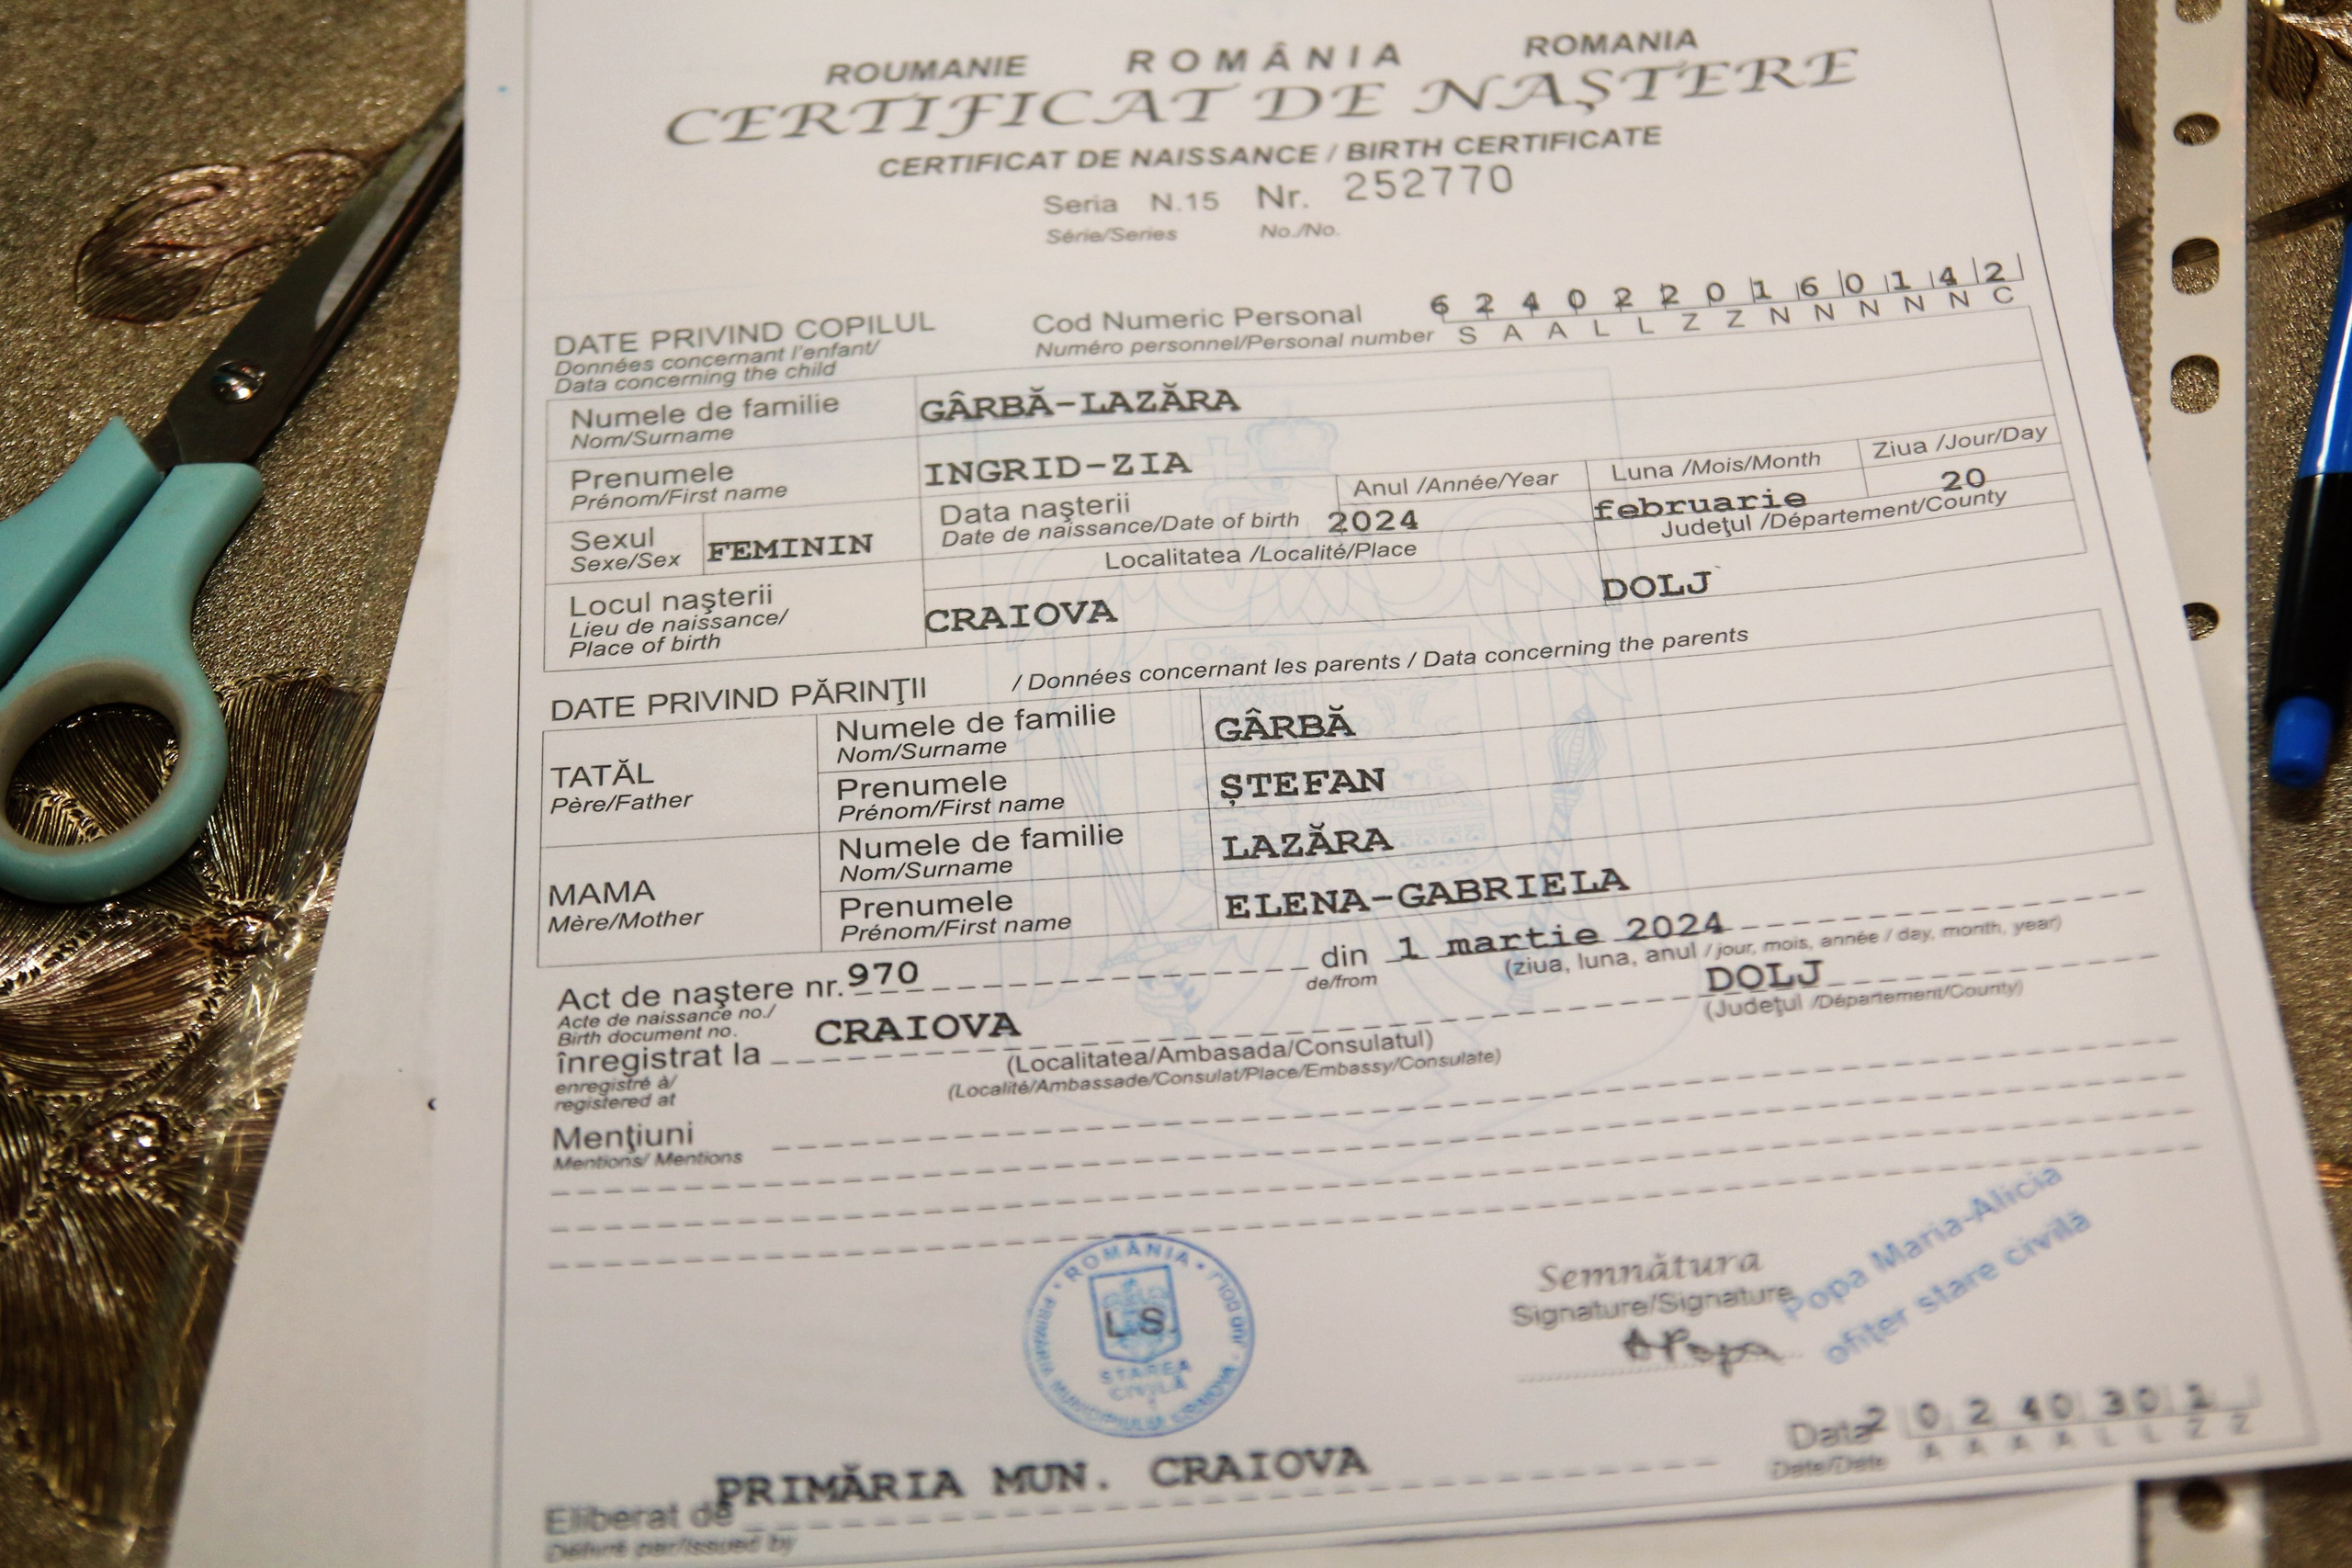 ROUMANIE ROMÂNIA ROMANIA
CERTIFICAT DE NAŞTERE
CERTIFICAT DE NAISSANCE / BIRTH CERTIFICATE
Seria N.15 Nr. 252770
Série/Series No./No.
DATE PRIVIND COPILUL
Données concernant l'enfant/
Data concerning the child
Cod Numeric Personal 6 2 4 0 2 2 0 1 6 0 1 4 2
Numéro personnel/Personal number S A A L L Z Z N N N N N C
Numele de familie GÂRBĂ-LAZĂRA
Nom/Surname
Prenumele INGRID-ZIA
Prénom/First name
Sexul FEMININ
Sexe/Sex
Data naşterii
Date de naissance/Date of birth
Anul /Année/Year Luna /Mois/Month Ziua /Jour/Day
2024 februarie 20
Localitatea /Localité/Place Judeţul /Département/County
Locul naşterii
Lieu de naissance/
Place of birth
CRAIOVA DOLJ
DATE PRIVIND PĂRINŢII / Données concernant les parents / Data concerning the parents
TATĂL
Père/Father
Numele de familie GÂRBĂ
Nom/Surname
Prenumele ȘTEFAN
Prénom/First name
MAMA
Mère/Mother
Numele de familie LAZĂRA
Nom/Surname
Prenumele ELENA-GABRIELA
Prénom/First name
Act de naştere nr. 970 din 1 martie 2024
Acte de naissance no./ de/from (ziua, luna, anul / jour, mois, année / day, month, year)
Birth document no.
înregistrat la CRAIOVA DOLJ
enregistré à/ (Localitatea/Ambasada/Consulatul) (Judeţul /Département/County)
registered at (Localité/Ambassade/Consulat/Place/Embassy/Consulate)
Menţiuni
Mentions/ Mentions
ROMÂNIA
JUD DOLJ
PRIMĂRIA MUNICIPIULUI CRAIOVA
L S
STAREA
CIVILĂ
Semnătura
Signature/Signature
APopa
Popa Maria-Alicia
ofiţer stare civilă
Data 2 0 2 4 0 3 0 1
Date/Date A A A A L L Z Z
Eliberat de PRIMĂRIA MUN. CRAIOVA
Délivré par/Issued by